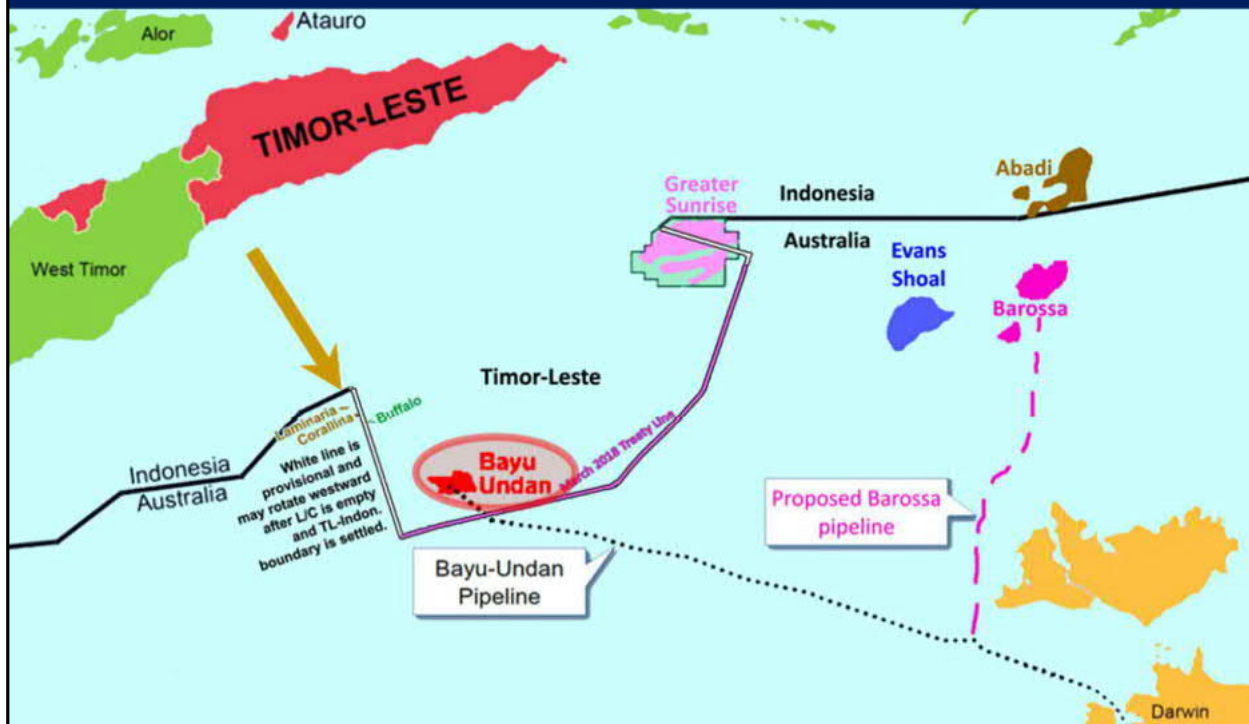 Alor
Atauro
TIMOR-LESTE
West Timor
Greater
Sunrise
Indonesia
Australia
Abadi
Evans
Shoal
Barossa
Timor-Leste
Laminaria
Corallina
Buffalo
White line is
provisional and
may rotate westward
after L/C is empty
and TL-Indon.
boundary is settled.
Indonesia
Australia
Bayu
Undan
March 2018 Treaty Line
Bayu-Undan
Pipeline
Proposed Barossa
pipeline
Darwin